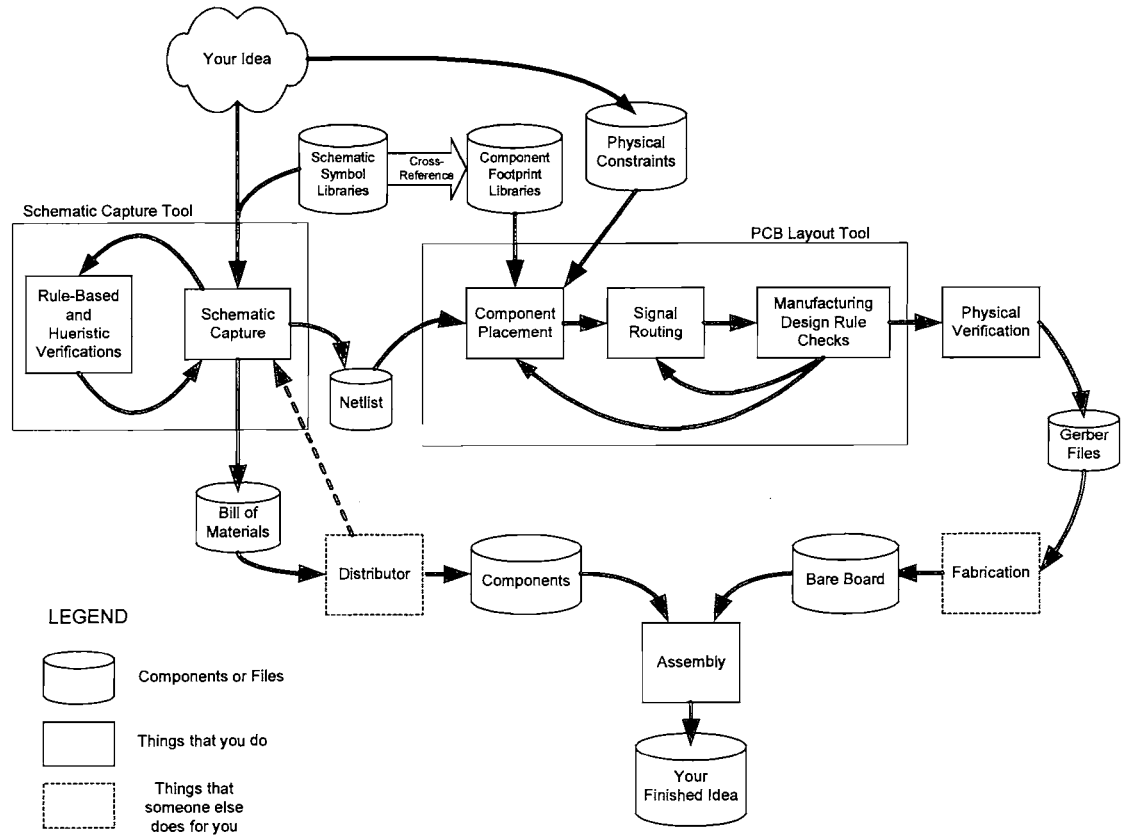 Your Idea
Physical
Constraints
Schematic
Symbol
Libraries
Cross-
Reference
Component
Footprint
Libraries
Schematic Capture Tool
PCB Layout Tool
Rule-Based
and
Hueristic
Verifications
Schematic
Capture
Component
Placement
Signal
Routing
Manufacturing
Design Rule
Checks
Physical
Verification
Netlist
Gerber
Files
Bill of
Materials
Distributor
Components
Bare Board
Fabrication
LEGEND
Components or Files
Things that you do
Things that
someone else
does for you
Assembly
Your
Finished Idea